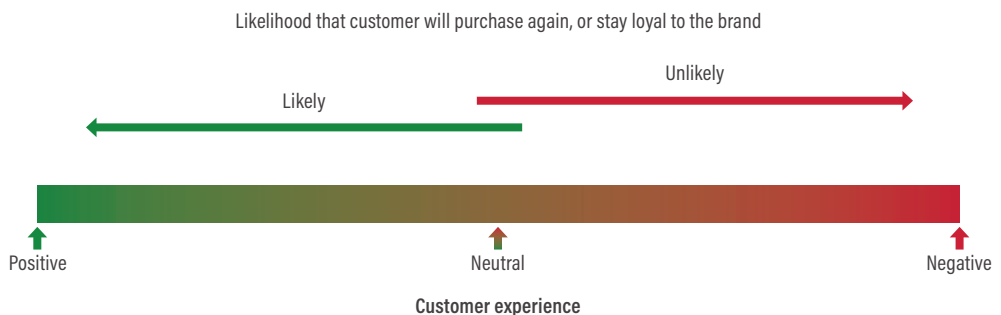 Likelihood that customer will purchase again, or stay loyal to the brand
Unlikely
Likely
Positive
Neutral
Negative
Customer experience